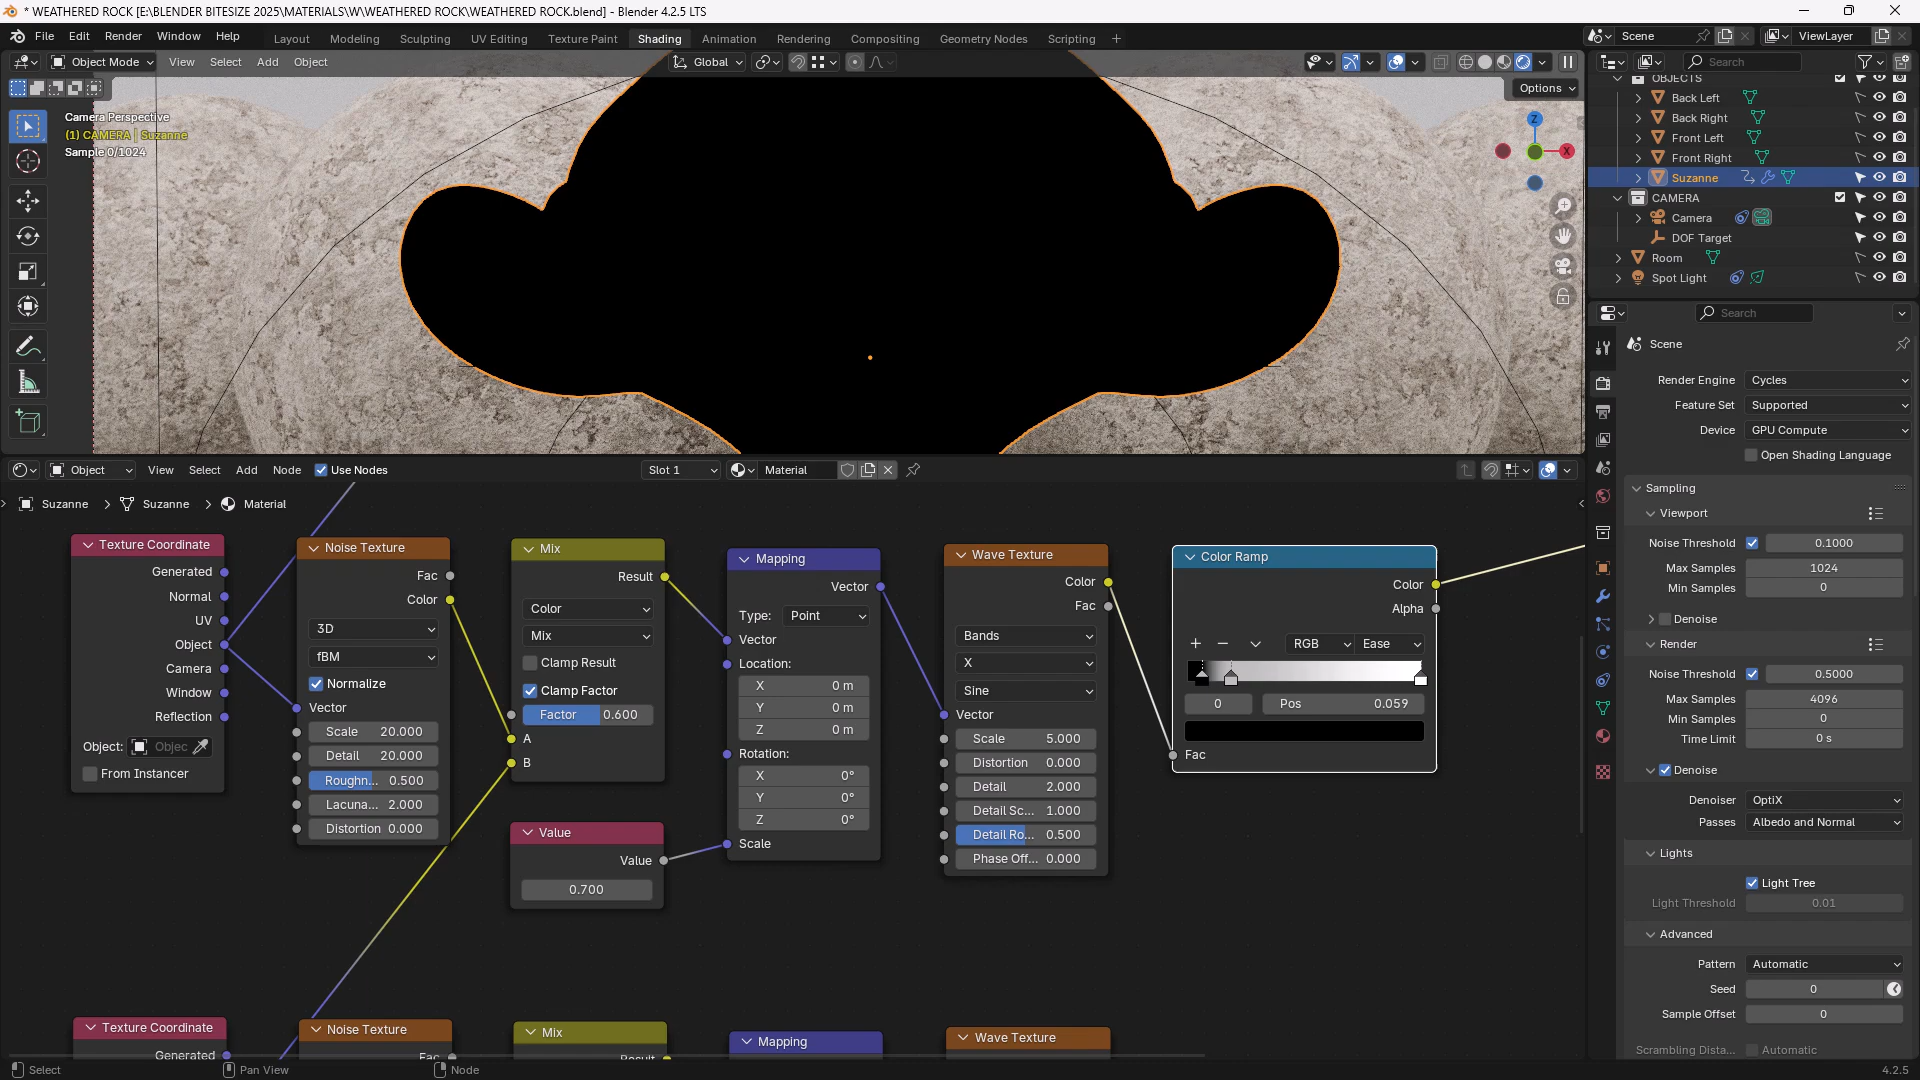 * WEATHERED ROCK [E:\BLENDER BITESIZE 2025\MATERIALS\W\WEATHERED ROCK\WEATHERED ROCK.blend] - Blender 4.2.5 LTS
File Edit Render Window Help Layout Modeling Sculpting UV Editing Texture Paint Shading Animation Rendering Compositing Geometry Nodes Scripting + Scene ViewLayer
Object Mode View Select Add Object Global Search
Options
Camera Perspective
(1) CAMERA | Suzanne
Sample 0/1024
Z
X
OBJECTS
Back Left
Back Right
Front Left
Front Right
Suzanne
CAMERA
Camera
DOF Target
Room
Spot Light
Search
Scene
Render Engine Cycles
Feature Set Supported
Device GPU Compute
Open Shading Language
Sampling
Viewport
Noise Threshold 0.1000
Max Samples 1024
Min Samples 0
Denoise
Render
Noise Threshold 0.5000
Max Samples 4096
Min Samples 0
Time Limit 0 s
Denoise
Denoiser OptiX
Passes Albedo and Normal
Lights
Light Tree
Light Threshold 0.01
Advanced
Pattern Automatic
Seed 0
Sample Offset 0
Scrambling Dista... Automatic
Object View Select Add Node Use Nodes Slot 1 Material
Suzanne > Suzanne > Material
Texture Coordinate
Generated
Normal
UV
Object
Camera
Window
Reflection
Object: Objec
From Instancer
Noise Texture
Fac
Color
3D
fBM
Normalize
Vector
Scale 20.000
Detail 20.000
Roughn... 0.500
Lacuna... 2.000
Distortion 0.000
Mix
Result
Color
Mix
Clamp Result
Clamp Factor
Factor 0.600
A
B
Value
Value
0.700
Mapping
Vector
Type: Point
Vector
Location:
X 0 m
Y 0 m
Z 0 m
Rotation:
X 0°
Y 0°
Z 0°
Scale
Wave Texture
Color
Fac
Bands
X
Sine
Vector
Scale 5.000
Distortion 0.000
Detail 2.000
Detail Sc... 1.000
Detail Ro... 0.500
Phase Off... 0.000
Color Ramp
Color
Alpha
+ − RGB Ease
0 Pos 0.059
Fac
Texture Coordinate
Generated
Noise Texture
Fac
Mix
Result
Mapping
Wave Texture
Select Pan View Node 4.2.5